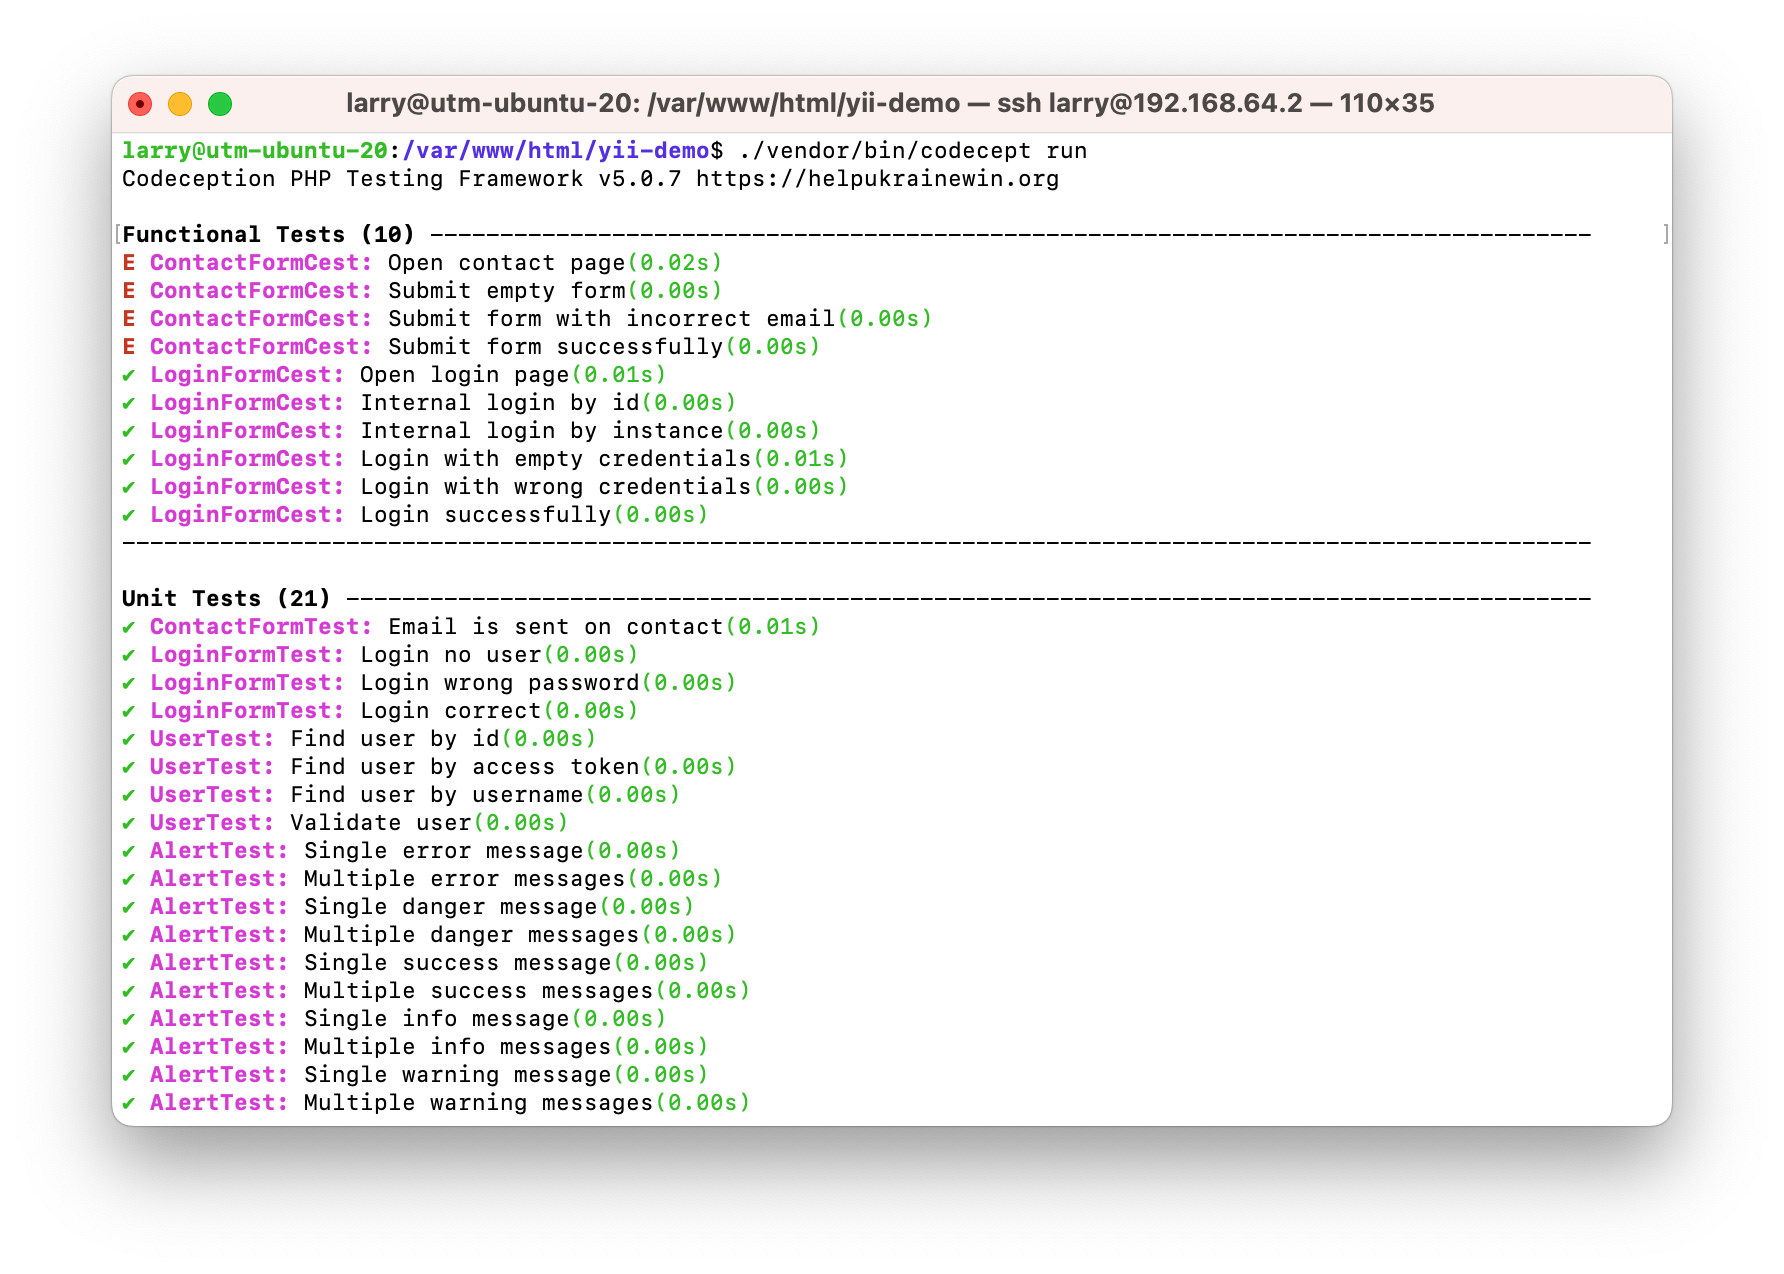 larry@utm-ubuntu-20: /var/www/html/yii-demo — ssh larry@192.168.64.2 — 110×35
larry@utm-ubuntu-20:/var/www/html/yii-demo$ ./vendor/bin/codecept run
Codeception PHP Testing Framework v5.0.7 https://helpukrainewin.org
[Functional Tests (10) -----------------------------------------------------------------------------------]
E ContactFormCest: Open contact page(0.02s)
E ContactFormCest: Submit empty form(0.00s)
E ContactFormCest: Submit form with incorrect email(0.00s)
E ContactFormCest: Submit form successfully(0.00s)
✔ LoginFormCest: Open login page(0.01s)
✔ LoginFormCest: Internal login by id(0.00s)
✔ LoginFormCest: Internal login by instance(0.00s)
✔ LoginFormCest: Login with empty credentials(0.01s)
✔ LoginFormCest: Login with wrong credentials(0.00s)
✔ LoginFormCest: Login successfully(0.00s)
---------------------------------------------------------------------------------------------------------
Unit Tests (21) -----------------------------------------------------------------------------------------
✔ ContactFormTest: Email is sent on contact(0.01s)
✔ LoginFormTest: Login no user(0.00s)
✔ LoginFormTest: Login wrong password(0.00s)
✔ LoginFormTest: Login correct(0.00s)
✔ UserTest: Find user by id(0.00s)
✔ UserTest: Find user by access token(0.00s)
✔ UserTest: Find user by username(0.00s)
✔ UserTest: Validate user(0.00s)
✔ AlertTest: Single error message(0.00s)
✔ AlertTest: Multiple error messages(0.00s)
✔ AlertTest: Single danger message(0.00s)
✔ AlertTest: Multiple danger messages(0.00s)
✔ AlertTest: Single success message(0.00s)
✔ AlertTest: Multiple success messages(0.00s)
✔ AlertTest: Single info message(0.00s)
✔ AlertTest: Multiple info messages(0.00s)
✔ AlertTest: Single warning message(0.00s)
✔ AlertTest: Multiple warning messages(0.00s)